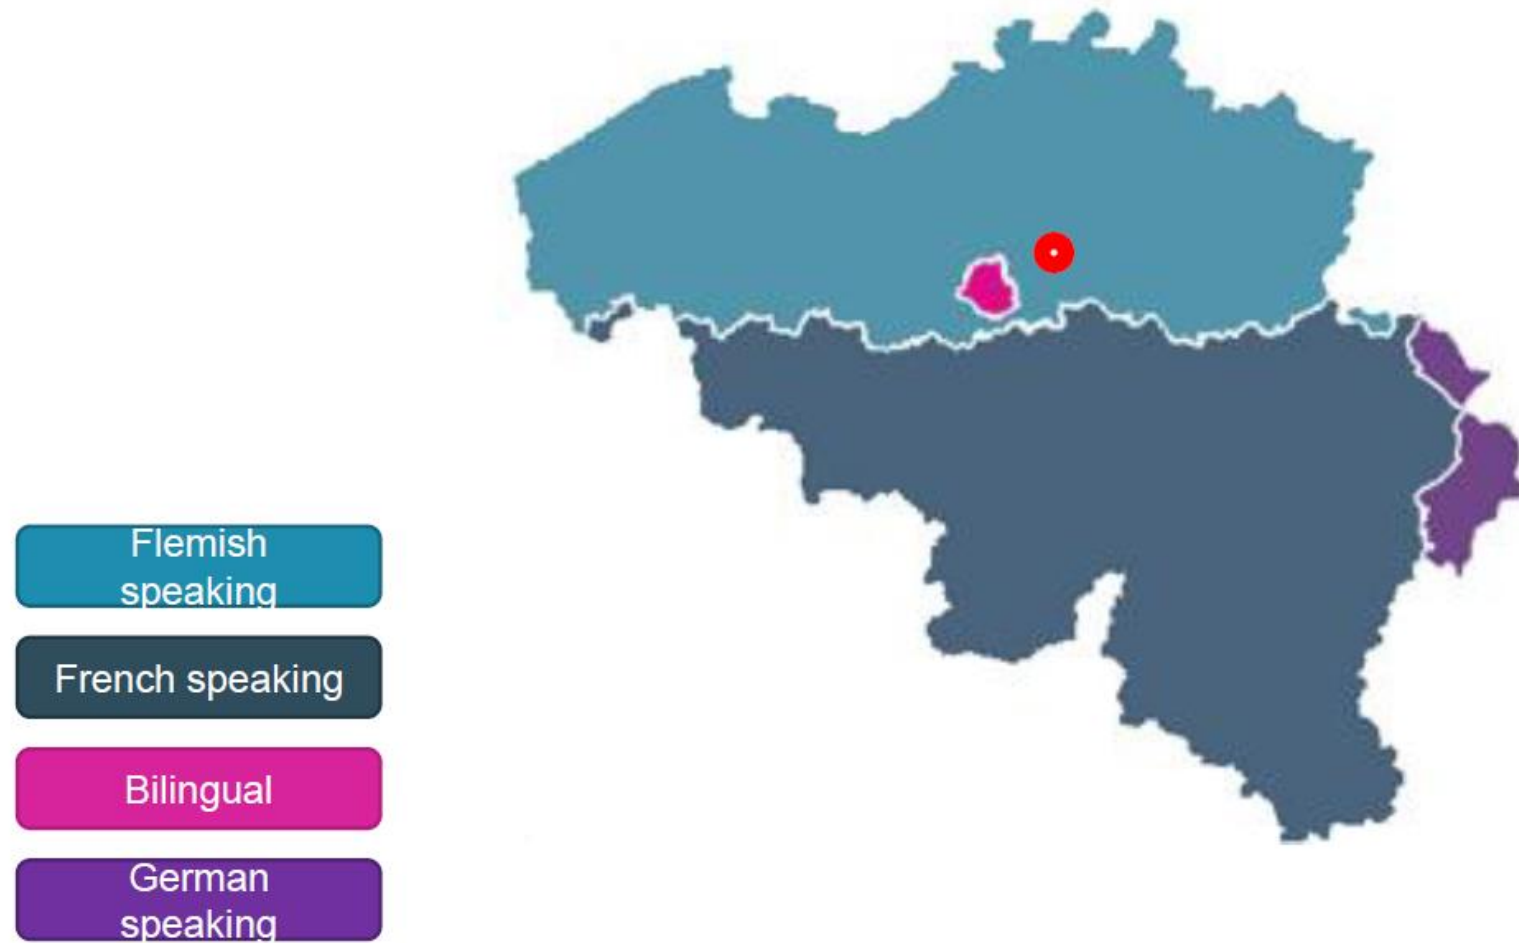 Flemish
speaking
French speaking
Bilingual
German
speaking